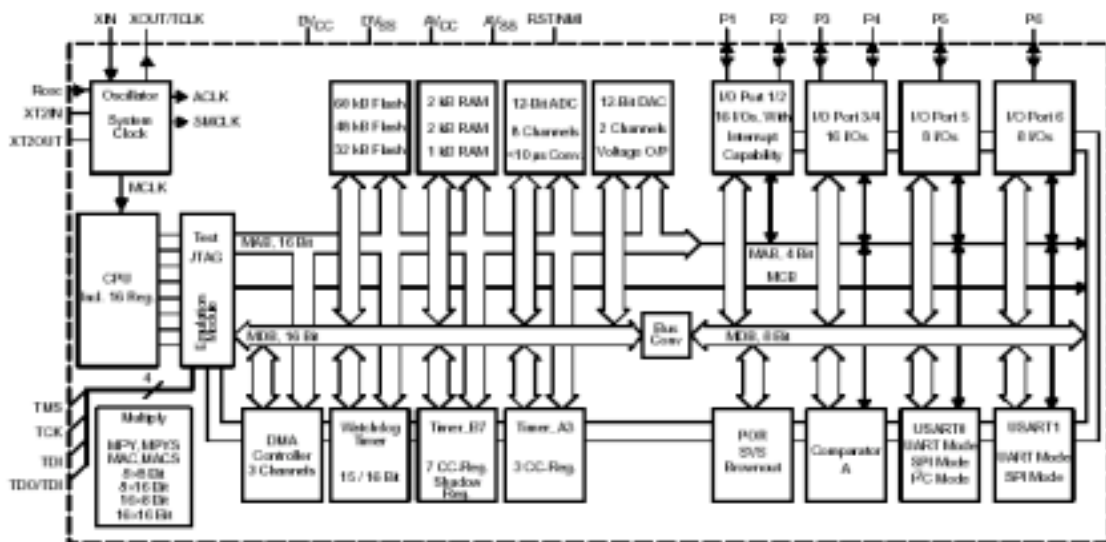 XIN
XOUT/TCLK
DVCC
DVSS
AVCC
AVSS
RST/NMI
P1
P2
P3
P4
P5
P6
Rosc
XT2IN
XT2OUT
Oscillator
System
Clock
ACLK
SMCLK
MCLK
60 kB Flash
48 kB Flash
32 kB Flash
2 kB RAM
2 kB RAM
1 kB RAM
12-Bit ADC
8 Channels
<10 μs Conv.
12-Bit DAC
2 Channels
Voltage O/P
I/O Port 1/2
16 I/Os, With
Interrupt
Capability
I/O Port 3/4
16 I/Os
I/O Port 5
8 I/Os
I/O Port 6
8 I/Os
CPU
Incl. 16 Reg.
Test
JTAG
Emulation
Module
MAB, 16 Bit
MAB, 4 Bit
MCB
MDB, 16 Bit
Bus
Conv
MDB, 8 Bit
4
TMS
TCK
TDI
TDO/TDI
Multiply
MPY, MPYS
MAC, MACS
8×8 Bit
8×16 Bit
16×8 Bit
16×16 Bit
DMA
Controller
3 Channels
Watchdog
Timer
15 / 16 Bit
Timer_B7
7 CC-Reg.
Shadow
Reg.
Timer_A3
3 CC-Reg.
POR
SVS
Brownout
Comparator
A
USART0
UART Mode
SPI Mode
I²C Mode
USART1
UART Mode
SPI Mode